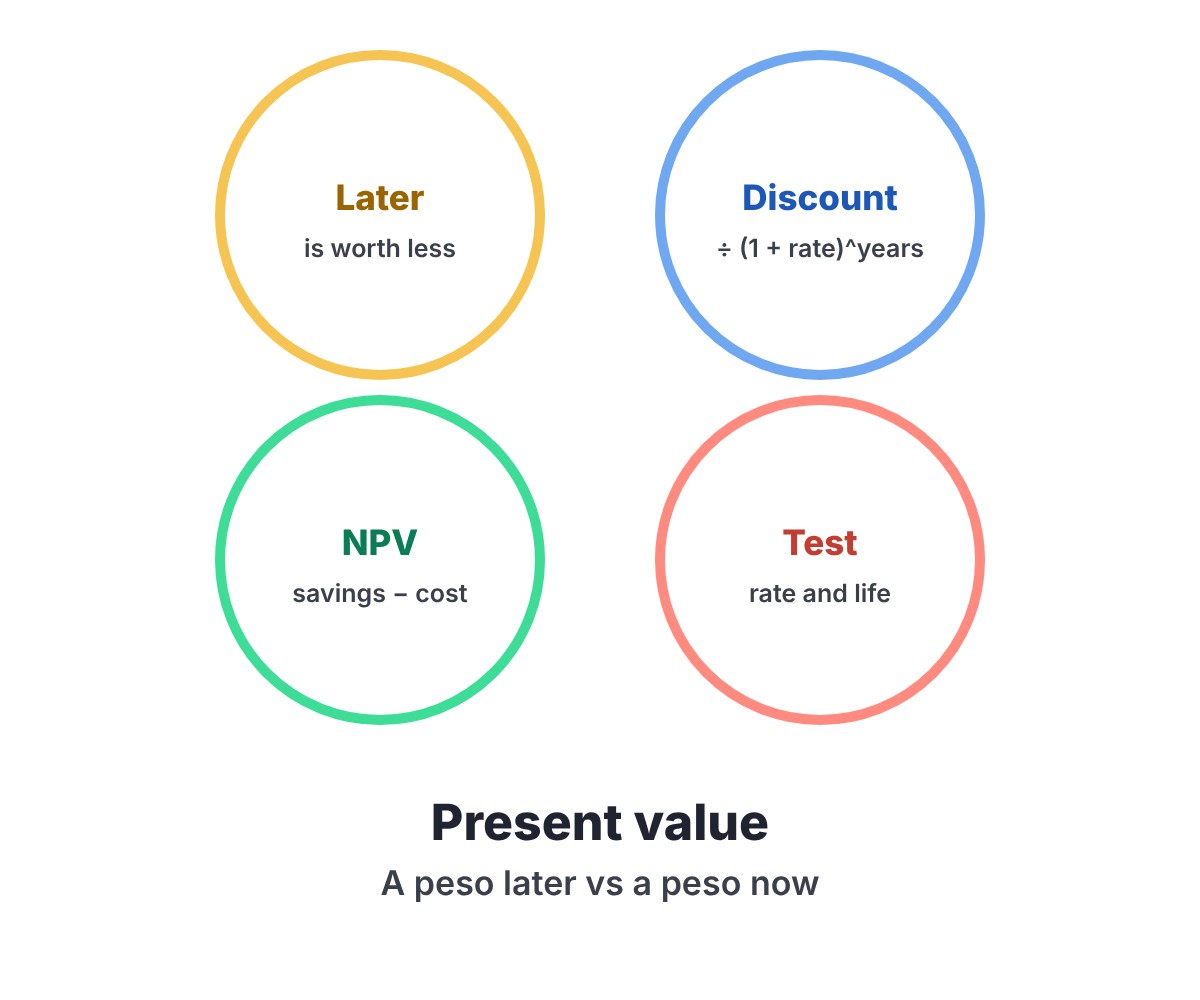 Later
is worth less
Discount
÷ (1 + rate)^years
NPV
savings – cost
Test
rate and life
Present value
A peso later vs a peso now